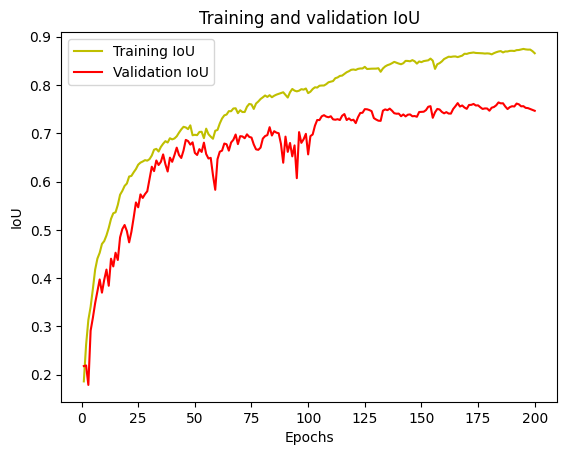 Training and validation IoU
Training IoU
Validation IoU
0.9
0.8
0.7
0.6
0.5
0.4
0.3
0.2
IoU
0 25 50 75 100 125 150 175 200
Epochs